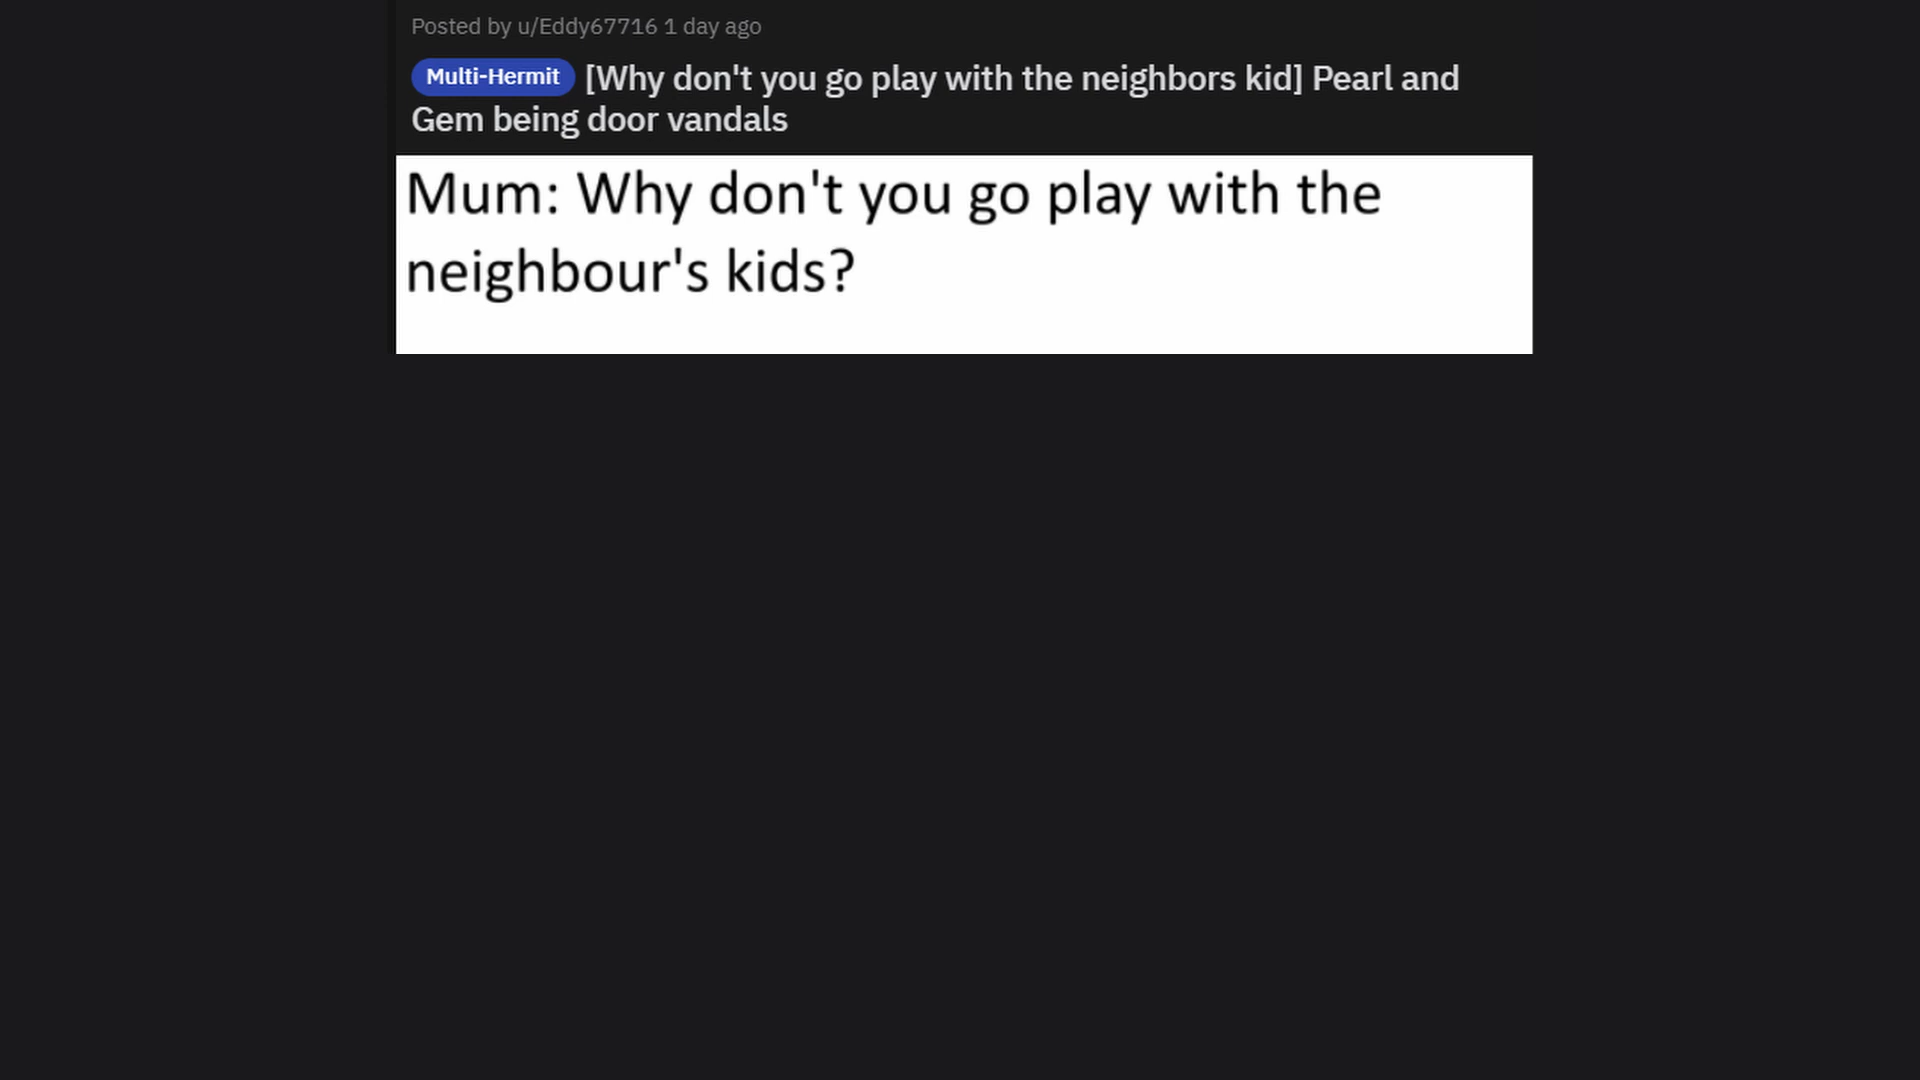 Posted by u/Eddy67716 1 day ago
Multi-Hermit [Why don't you go play with the neighbors kid] Pearl and
Gem being door vandals
Mum: Why don't you go play with the
neighbour's kids?